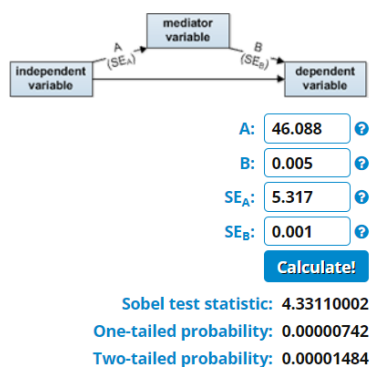 mediator
variable
A
(SEA)
B
(SEB)
independent
variable
dependent
variable
A: 46.088 ?
B: 0.005 ?
SEA: 5.317 ?
SEB: 0.001 ?
Calculate!
Sobel test statistic: 4.33110002
One-tailed probability: 0.00000742
Two-tailed probability: 0.00001484